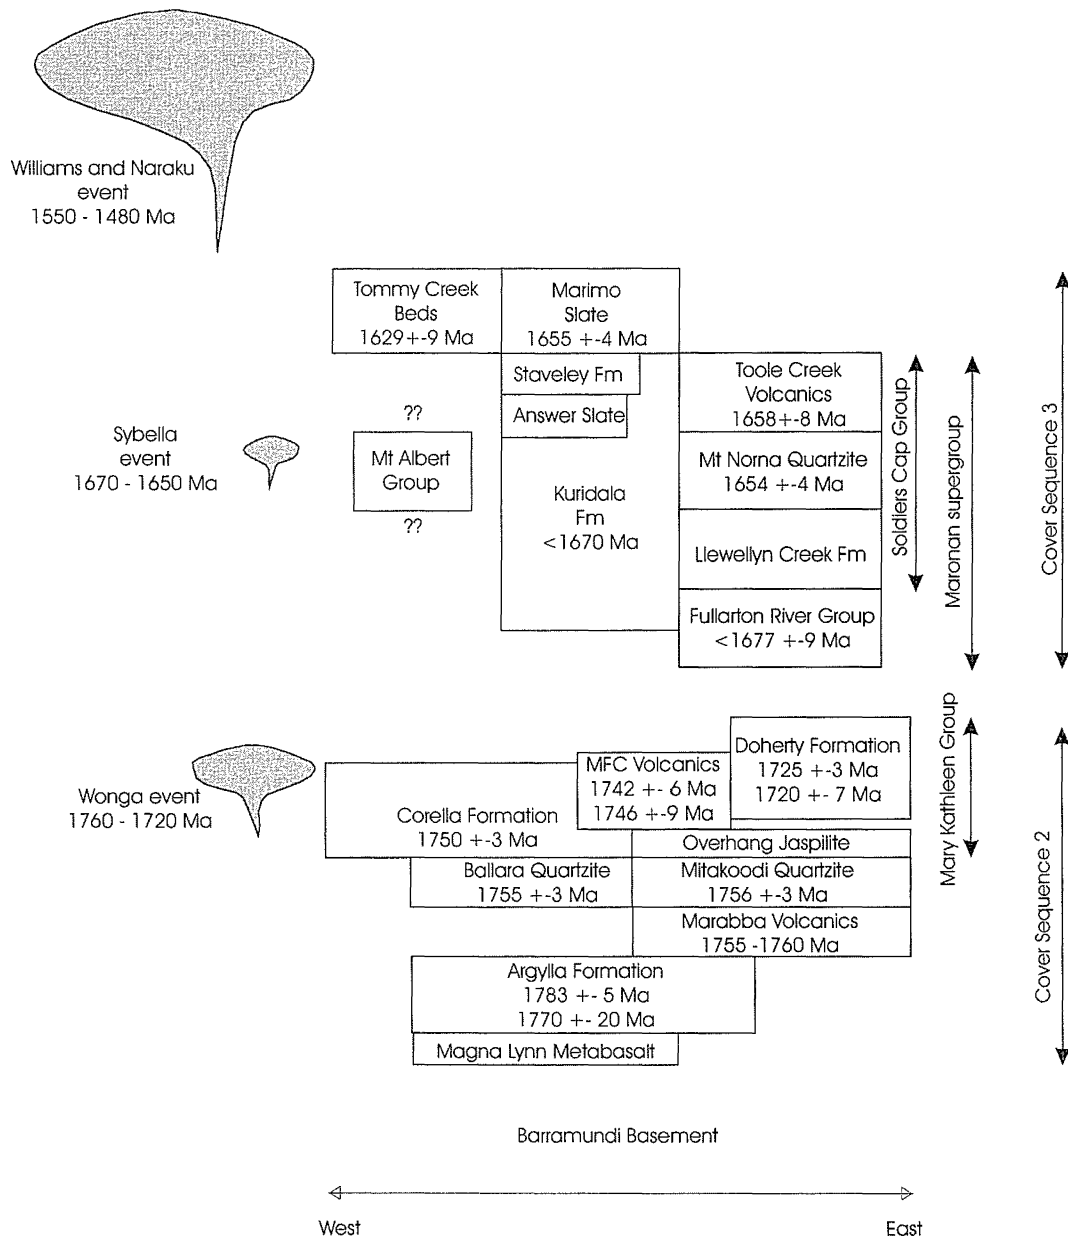 Williams and Naraku
event
1550 - 1480 Ma
Tommy Creek
Beds
1629+-9 Ma
Marimo
Slate
1655 +-4 Ma
Staveley Fm
Answer Slate
Toole Creek
Volcanics
1658+-8 Ma
??
Sybella
event
1670 - 1650 Ma
Mt Albert
Group
??
Kuridala
Fm
<1670 Ma
Mt Norna Quartzite
1654 +-4 Ma
Llewellyn Creek Fm
Fullarton River Group
<1677 +-9 Ma
Soldiers Cap Group
Maronan supergroup
Cover Sequence 3
Wonga event
1760 - 1720 Ma
Corella Formation
1750 +-3 Ma
MFC Volcanics
1742 +- 6 Ma
1746 +-9 Ma
Doherty Formation
1725 +-3 Ma
1720 +- 7 Ma
Overhang Jaspilite
Ballara Quartzite
1755 +-3 Ma
Mitakoodi Quartzite
1756 +-3 Ma
Marabba Volcanics
1755 -1760 Ma
Argylla Formation
1783 +- 5 Ma
1770 +- 20 Ma
Magna Lynn Metabasalt
Mary Kathleen Group
Cover Sequence 2
Barramundi Basement
West
East